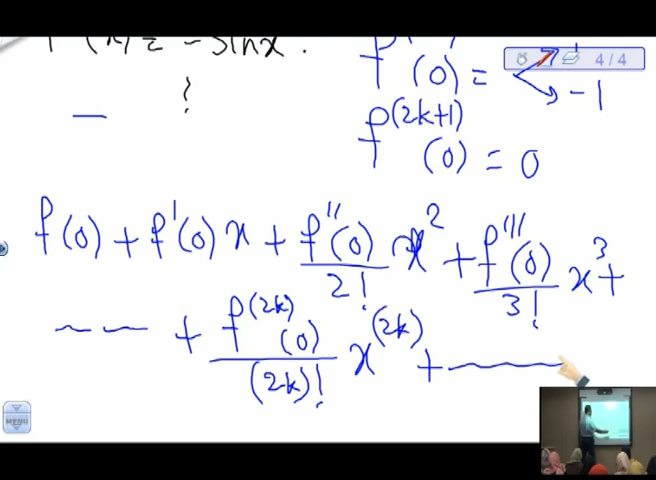 f'(x) = - sinx .
?
(0) =
-1
f^(2k+1) (0) = 0
f(0) + f'(0) x + f''(0)/2! x^2 + f'''(0)/3! x^3 +
~~ + f^(2k)(0)/(2k)! x^(2k) + ~~~
4/4
MENU